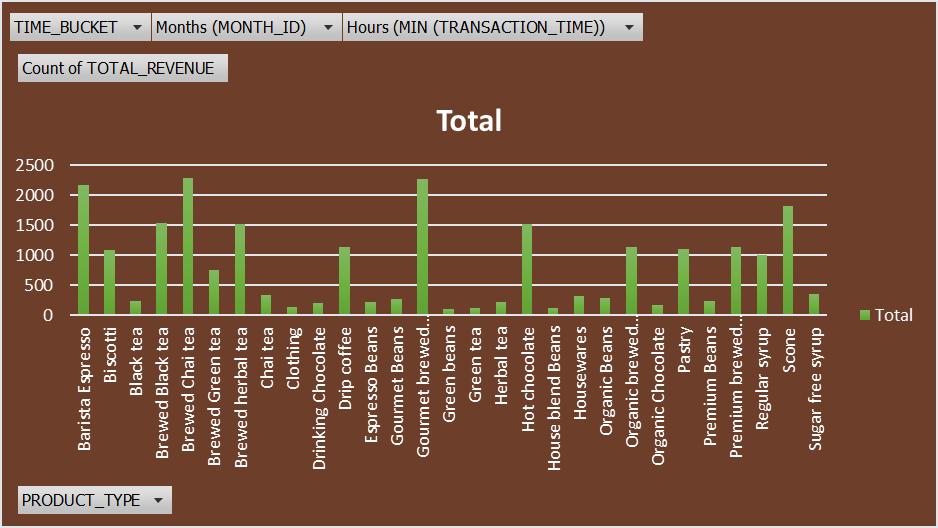 TIME_BUCKET
Months (MONTH_ID)
Hours (MIN (TRANSACTION_TIME))
Count of TOTAL_REVENUE
Total
2500
2000
1500
1000
500
0
Barista Espresso
Biscotti
Black tea
Brewed Black tea
Brewed Chai tea
Brewed Green tea
Brewed herbal tea
Chai tea
Clothing
Drinking Chocolate
Drip coffee
Espresso Beans
Gourmet Beans
Gourmet brewed…
Green beans
Green tea
Herbal tea
Hot chocolate
House blend Beans
Housewares
Organic Beans
Organic brewed…
Organic Chocolate
Pastry
Premium Beans
Premium brewed…
Regular syrup
Scone
Sugar free syrup
Total
PRODUCT_TYPE